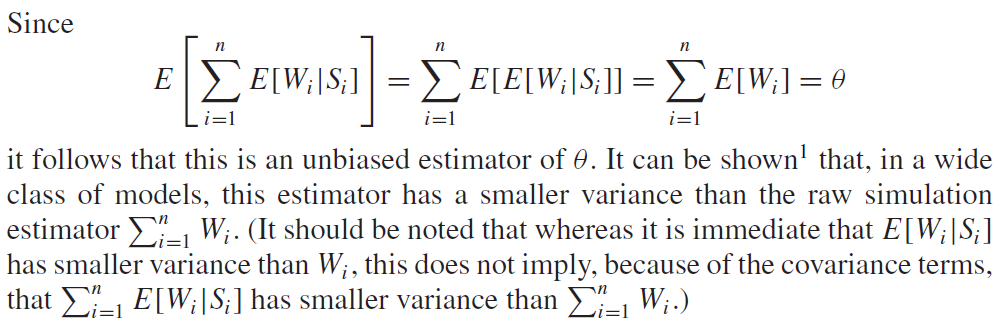 Since
E[∑_{i=1}^{n} E[W_i|S_i]] = ∑_{i=1}^{n} E[E[W_i|S_i]] = ∑_{i=1}^{n} E[W_i] = θ
it follows that this is an unbiased estimator of θ. It can be shown¹ that, in a wide
class of models, this estimator has a smaller variance than the raw simulation
estimator ∑_{i=1}^{n} W_i. (It should be noted that whereas it is immediate that E[W_i|S_i]
has smaller variance than W_i, this does not imply, because of the covariance terms,
that ∑_{i=1}^{n} E[W_i|S_i] has smaller variance than ∑_{i=1}^{n} W_i.)